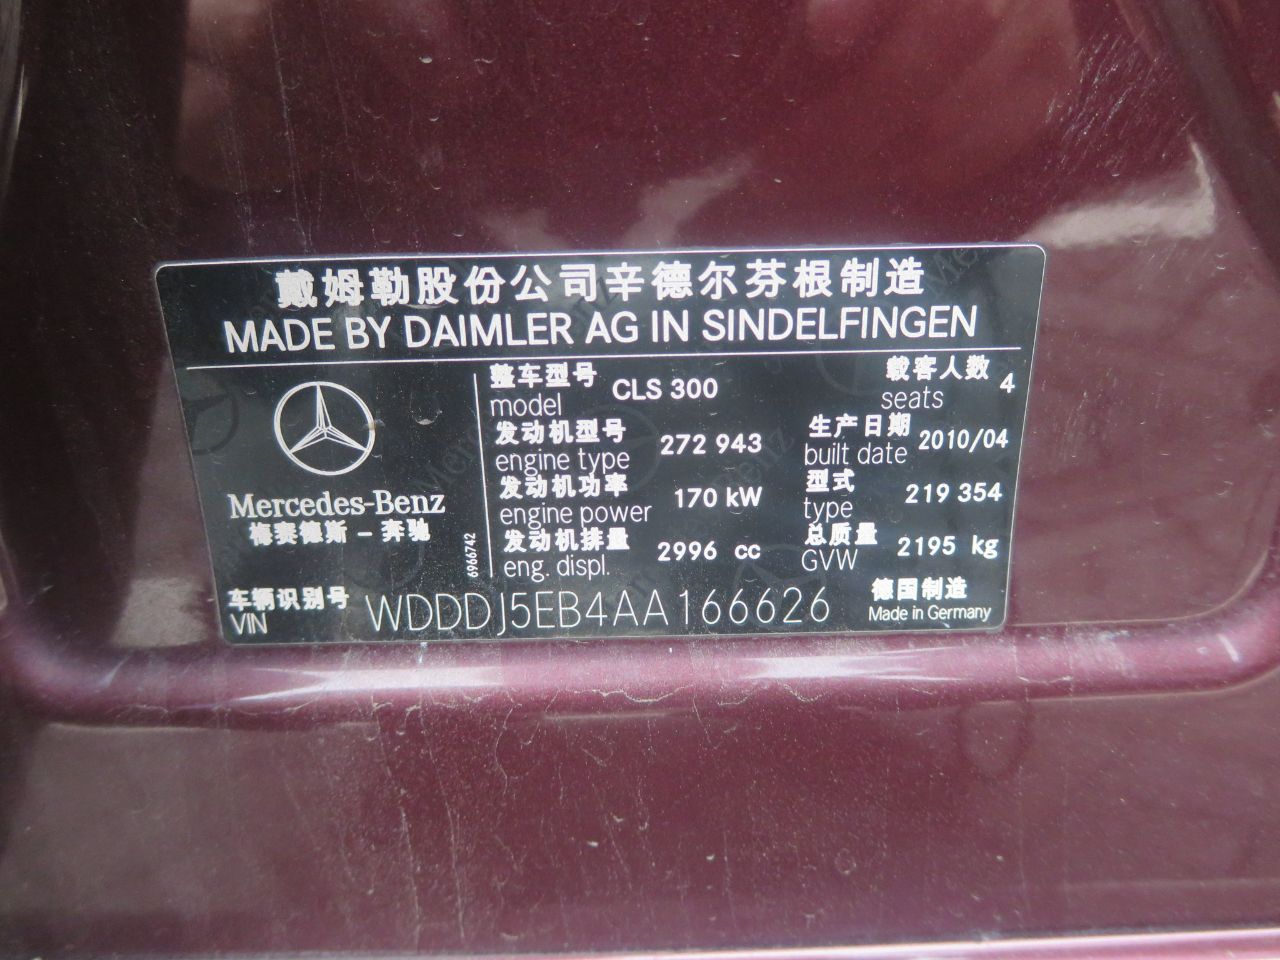 戴姆勒股份公司辛德尔芬根制造
MADE BY DAIMLER AG IN SINDELFINGEN
Mercedes-Benz
梅赛德斯 – 奔驰
6966742
整车型号 CLS 300 载客人数 4
model seats
发动机型号 272 943 生产日期 2010/04
engine type built date
发动机功率 170 kW 型式 219 354
engine power type
发动机排量 2996 cc 总质量 2195 kg
eng. displ. GVW
车辆识别号 WDDDJ5EB4AA166626 德国制造
VIN Made in Germany